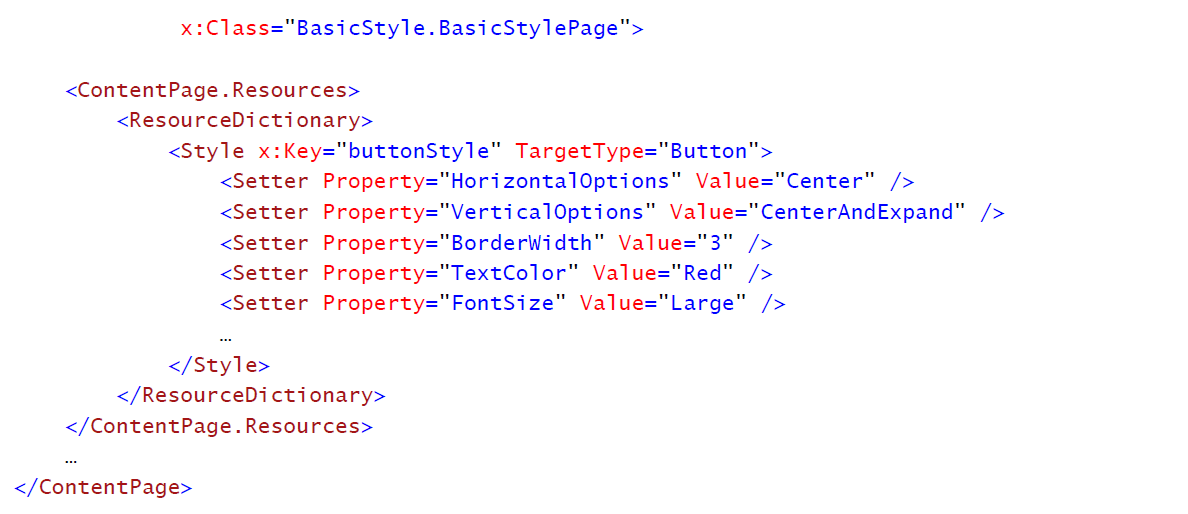 x:Class="BasicStyle.BasicStylePage">
<ContentPage.Resources>
<ResourceDictionary>
<Style x:Key="buttonStyle" TargetType="Button">
<Setter Property="HorizontalOptions" Value="Center" />
<Setter Property="VerticalOptions" Value="CenterAndExpand" />
<Setter Property="BorderWidth" Value="3" />
<Setter Property="TextColor" Value="Red" />
<Setter Property="FontSize" Value="Large" />
…
</Style>
</ResourceDictionary>
</ContentPage.Resources>
…
</ContentPage>